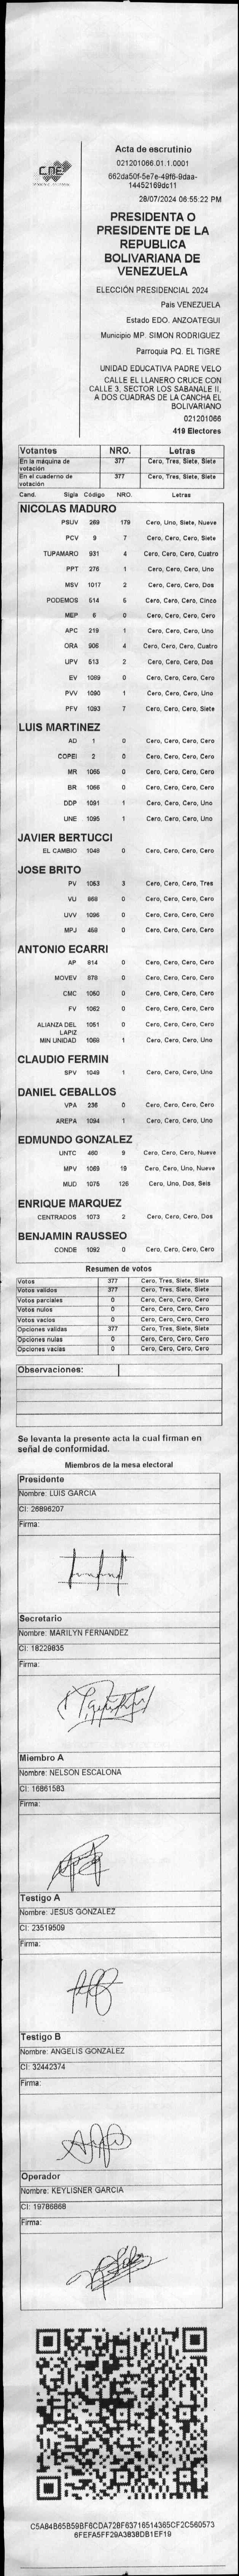 CNE
Acta de escrutinio
021201066.01.1.0001
662da50f-5e7e-49f6-9daa-
14452169dc11
28/07/2024 06:55:22 PM
PRESIDENTA O
PRESIDENTE DE LA
REPUBLICA
BOLIVARIANA DE
VENEZUELA
ELECCIÓN PRESIDENCIAL 2024
País VENEZUELA
Estado EDO. ANZOATEGUI
Municipio MP. SIMON RODRIGUEZ
Parroquia PQ. EL TIGRE
UNIDAD EDUCATIVA PADRE VELO
CALLE EL LLANERO CRUCE CON
CALLE 3, SECTOR LOS SABANALE II,
A DOS CUADRAS DE LA CANCHA EL
BOLIVARIANO
021201066
419 Electores
Votantes NRO. Letras
En la máquina de votación 377 Cero, Tres, Siete, Siete
En el cuaderno de votación 377 Cero, Tres, Siete, Siete
Cand. Sigla Código NRO. Letras
NICOLAS MADURO
PSUV 269 179 Cero, Uno, Siete, Nueve
PCV 9 7 Cero, Cero, Cero, Siete
TUPAMARO 931 4 Cero, Cero, Cero, Cuatro
PPT 276 1 Cero, Cero, Cero, Uno
MSV 1017 2 Cero, Cero, Cero, Dos
PODEMOS 514 5 Cero, Cero, Cero, Cinco
MEP 6 0 Cero, Cero, Cero, Cero
APC 219 1 Cero, Cero, Cero, Uno
ORA 906 4 Cero, Cero, Cero, Cuatro
UPV 513 2 Cero, Cero, Cero, Dos
EV 1089 0 Cero, Cero, Cero, Cero
PVV 1090 1 Cero, Cero, Cero, Uno
PFV 1093 7 Cero, Cero, Cero, Siete
LUIS MARTINEZ
AD 1 0 Cero, Cero, Cero, Cero
COPEI 2 0 Cero, Cero, Cero, Cero
MR 1065 0 Cero, Cero, Cero, Cero
BR 1066 0 Cero, Cero, Cero, Cero
DDP 1091 1 Cero, Cero, Cero, Uno
UNE 1095 1 Cero, Cero, Cero, Uno
JAVIER BERTUCCI
EL CAMBIO 1048 0 Cero, Cero, Cero, Cero
JOSE BRITO
PV 1053 3 Cero, Cero, Cero, Tres
VU 868 0 Cero, Cero, Cero, Cero
UVV 1096 0 Cero, Cero, Cero, Cero
MPJ 458 0 Cero, Cero, Cero, Cero
ANTONIO ECARRI
AP 814 0 Cero, Cero, Cero, Cero
MOVEV 878 0 Cero, Cero, Cero, Cero
CMC 1050 0 Cero, Cero, Cero, Cero
FV 1062 0 Cero, Cero, Cero, Cero
ALIANZA DEL LAPIZ 1051 0 Cero, Cero, Cero, Cero
MIN UNIDAD 1068 1 Cero, Cero, Cero, Uno
CLAUDIO FERMIN
SPV 1049 1 Cero, Cero, Cero, Uno
DANIEL CEBALLOS
VPA 236 0 Cero, Cero, Cero, Cero
AREPA 1094 1 Cero, Cero, Cero, Uno
EDMUNDO GONZALEZ
UNTC 460 9 Cero, Cero, Cero, Nueve
MPV 1069 19 Cero, Cero, Uno, Nueve
MUD 1075 126 Cero, Uno, Dos, Seis
ENRIQUE MARQUEZ
CENTRADOS 1073 2 Cero, Cero, Cero, Dos
BENJAMIN RAUSSEO
CONDE 1092 0 Cero, Cero, Cero, Cero
Resumen de votos
Votos 377 Cero, Tres, Siete, Siete
Votos validos 377 Cero, Tres, Siete, Siete
Votos parciales 0 Cero, Cero, Cero, Cero
Votos nulos 0 Cero, Cero, Cero, Cero
Votos vacios 0 Cero, Cero, Cero, Cero
Opciones validas 377 Cero, Tres, Siete, Siete
Opciones nulas 0 Cero, Cero, Cero, Cero
Opciones vacias 0 Cero, Cero, Cero, Cero
Observaciones:
Se levanta la presente acta la cual firman en
señal de conformidad.
Miembros de la mesa electoral
Presidente
Nombre: LUIS GARCIA
CI: 26896207
Firma:
Secretario
Nombre: MARILYN FERNANDEZ
CI: 18229835
Firma:
Miembro A
Nombre: NELSON ESCALONA
CI: 16861583
Firma:
Testigo A
Nombre: JESUS GONZALEZ
CI: 23519509
Firma:
Testigo B
Nombre: ANGELIS GONZALEZ
CI: 32442374
Firma:
Operador
Nombre: KEYLISNER GARCIA
CI: 19786868
Firma:
C5A84B65B59BF6CDA72BF63716514365CF2C560573
6FEFA5FF29A3838DB1EF19